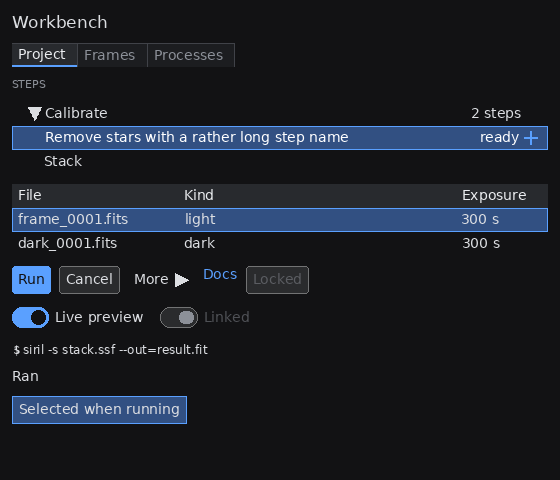 Workbench
Project Frames Processes
STEPS
Calibrate 2 steps
Remove stars with a rather long step name ready
Stack
File Kind Exposure
frame_0001.fits light 300 s
dark_0001.fits dark 300 s
Run Cancel More Docs Locked
Live preview Linked
$ siril -s stack.ssf --out=result.fit
Ran
Selected when running